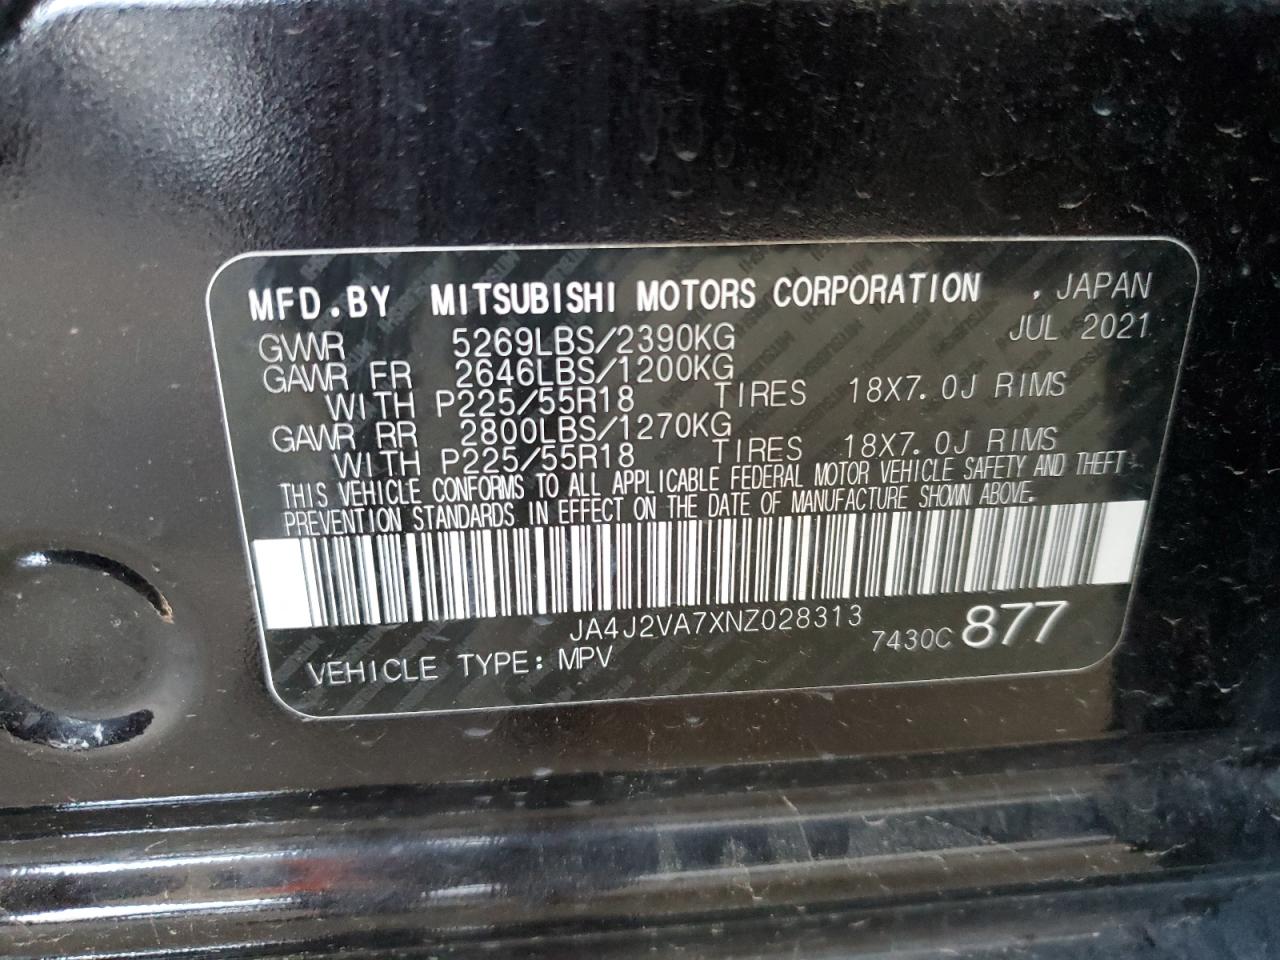 MFD.BY MITSUBISHI MOTORS CORPORATION , JAPAN
GVWR 5269LBS/2390KG JUL 2021
GAWR FR 2646LBS/1200KG
WITH P225/55R18 TIRES 18X7.0J RIMS
GAWR RR 2800LBS/1270KG
WITH P225/55R18 TIRES 18X7.0J RIMS
THIS VEHICLE CONFORMS TO ALL APPLICABLE FEDERAL MOTOR VEHICLE SAFETY AND THEFT
PREVENTION STANDARDS IN EFFECT ON THE DATE OF MANUFACTURE SHOWN ABOVE.
JA4J2VA7XNZ028313
7430C 877
VEHICLE TYPE: MPV